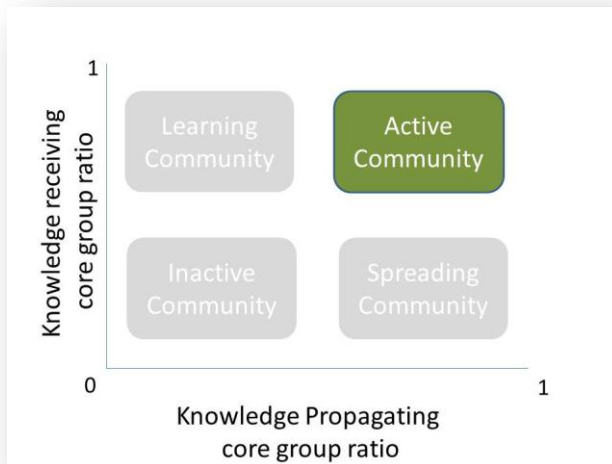 1
Knowledge receiving
core group ratio
Learning
Community
Active
Community
Inactive
Community
Spreading
Community
0
1
Knowledge Propagating
core group ratio